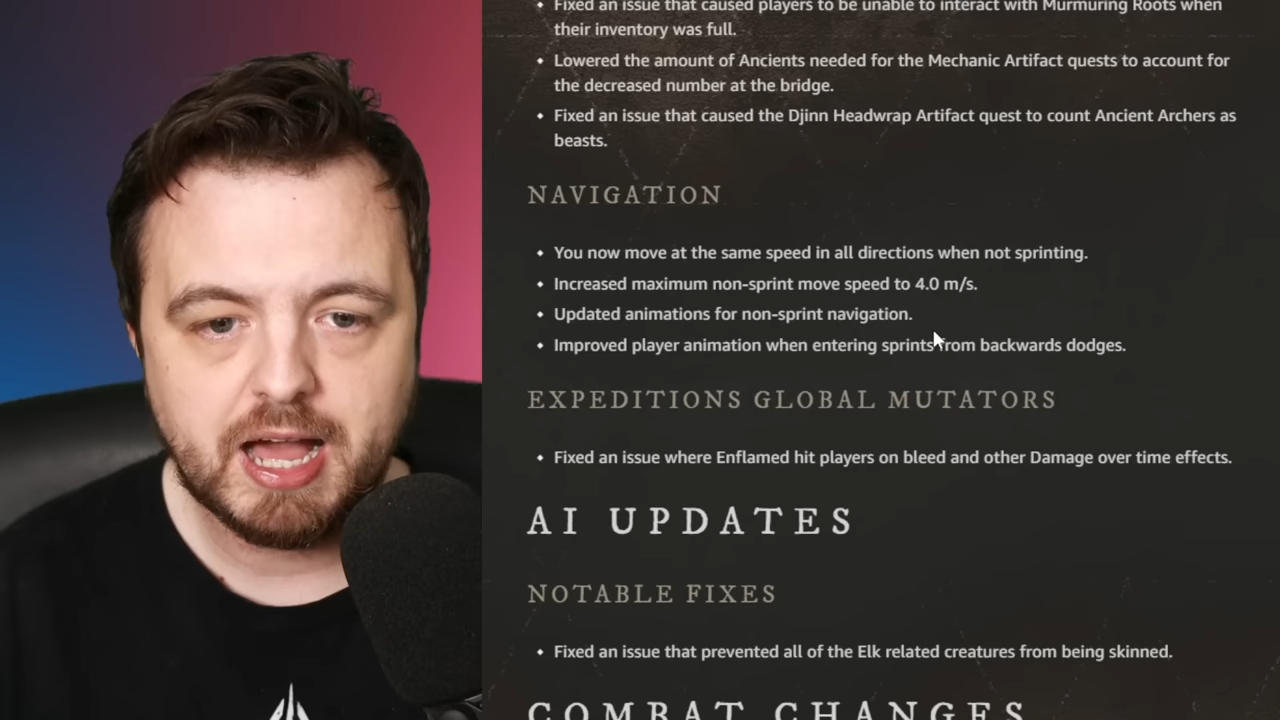 Fixed an issue that caused players to be unable to interact with Murmuring Roots when
their inventory was full.
Lowered the amount of Ancients needed for the Mechanic Artifact quests to account for
the decreased number at the bridge.
Fixed an issue that caused the Djinn Headwrap Artifact quest to count Ancient Archers as
beasts.
NAVIGATION
You now move at the same speed in all directions when not sprinting.
Increased maximum non-sprint move speed to 4.0 m/s.
Updated animations for non-sprint navigation.
Improved player animation when entering sprints from backwards dodges.
EXPEDITIONS GLOBAL MUTATORS
Fixed an issue where Enflamed hit players on bleed and other Damage over time effects.
AI UPDATES
NOTABLE FIXES
Fixed an issue that prevented all of the Elk related creatures from being skinned.
COMBAT CHANGES